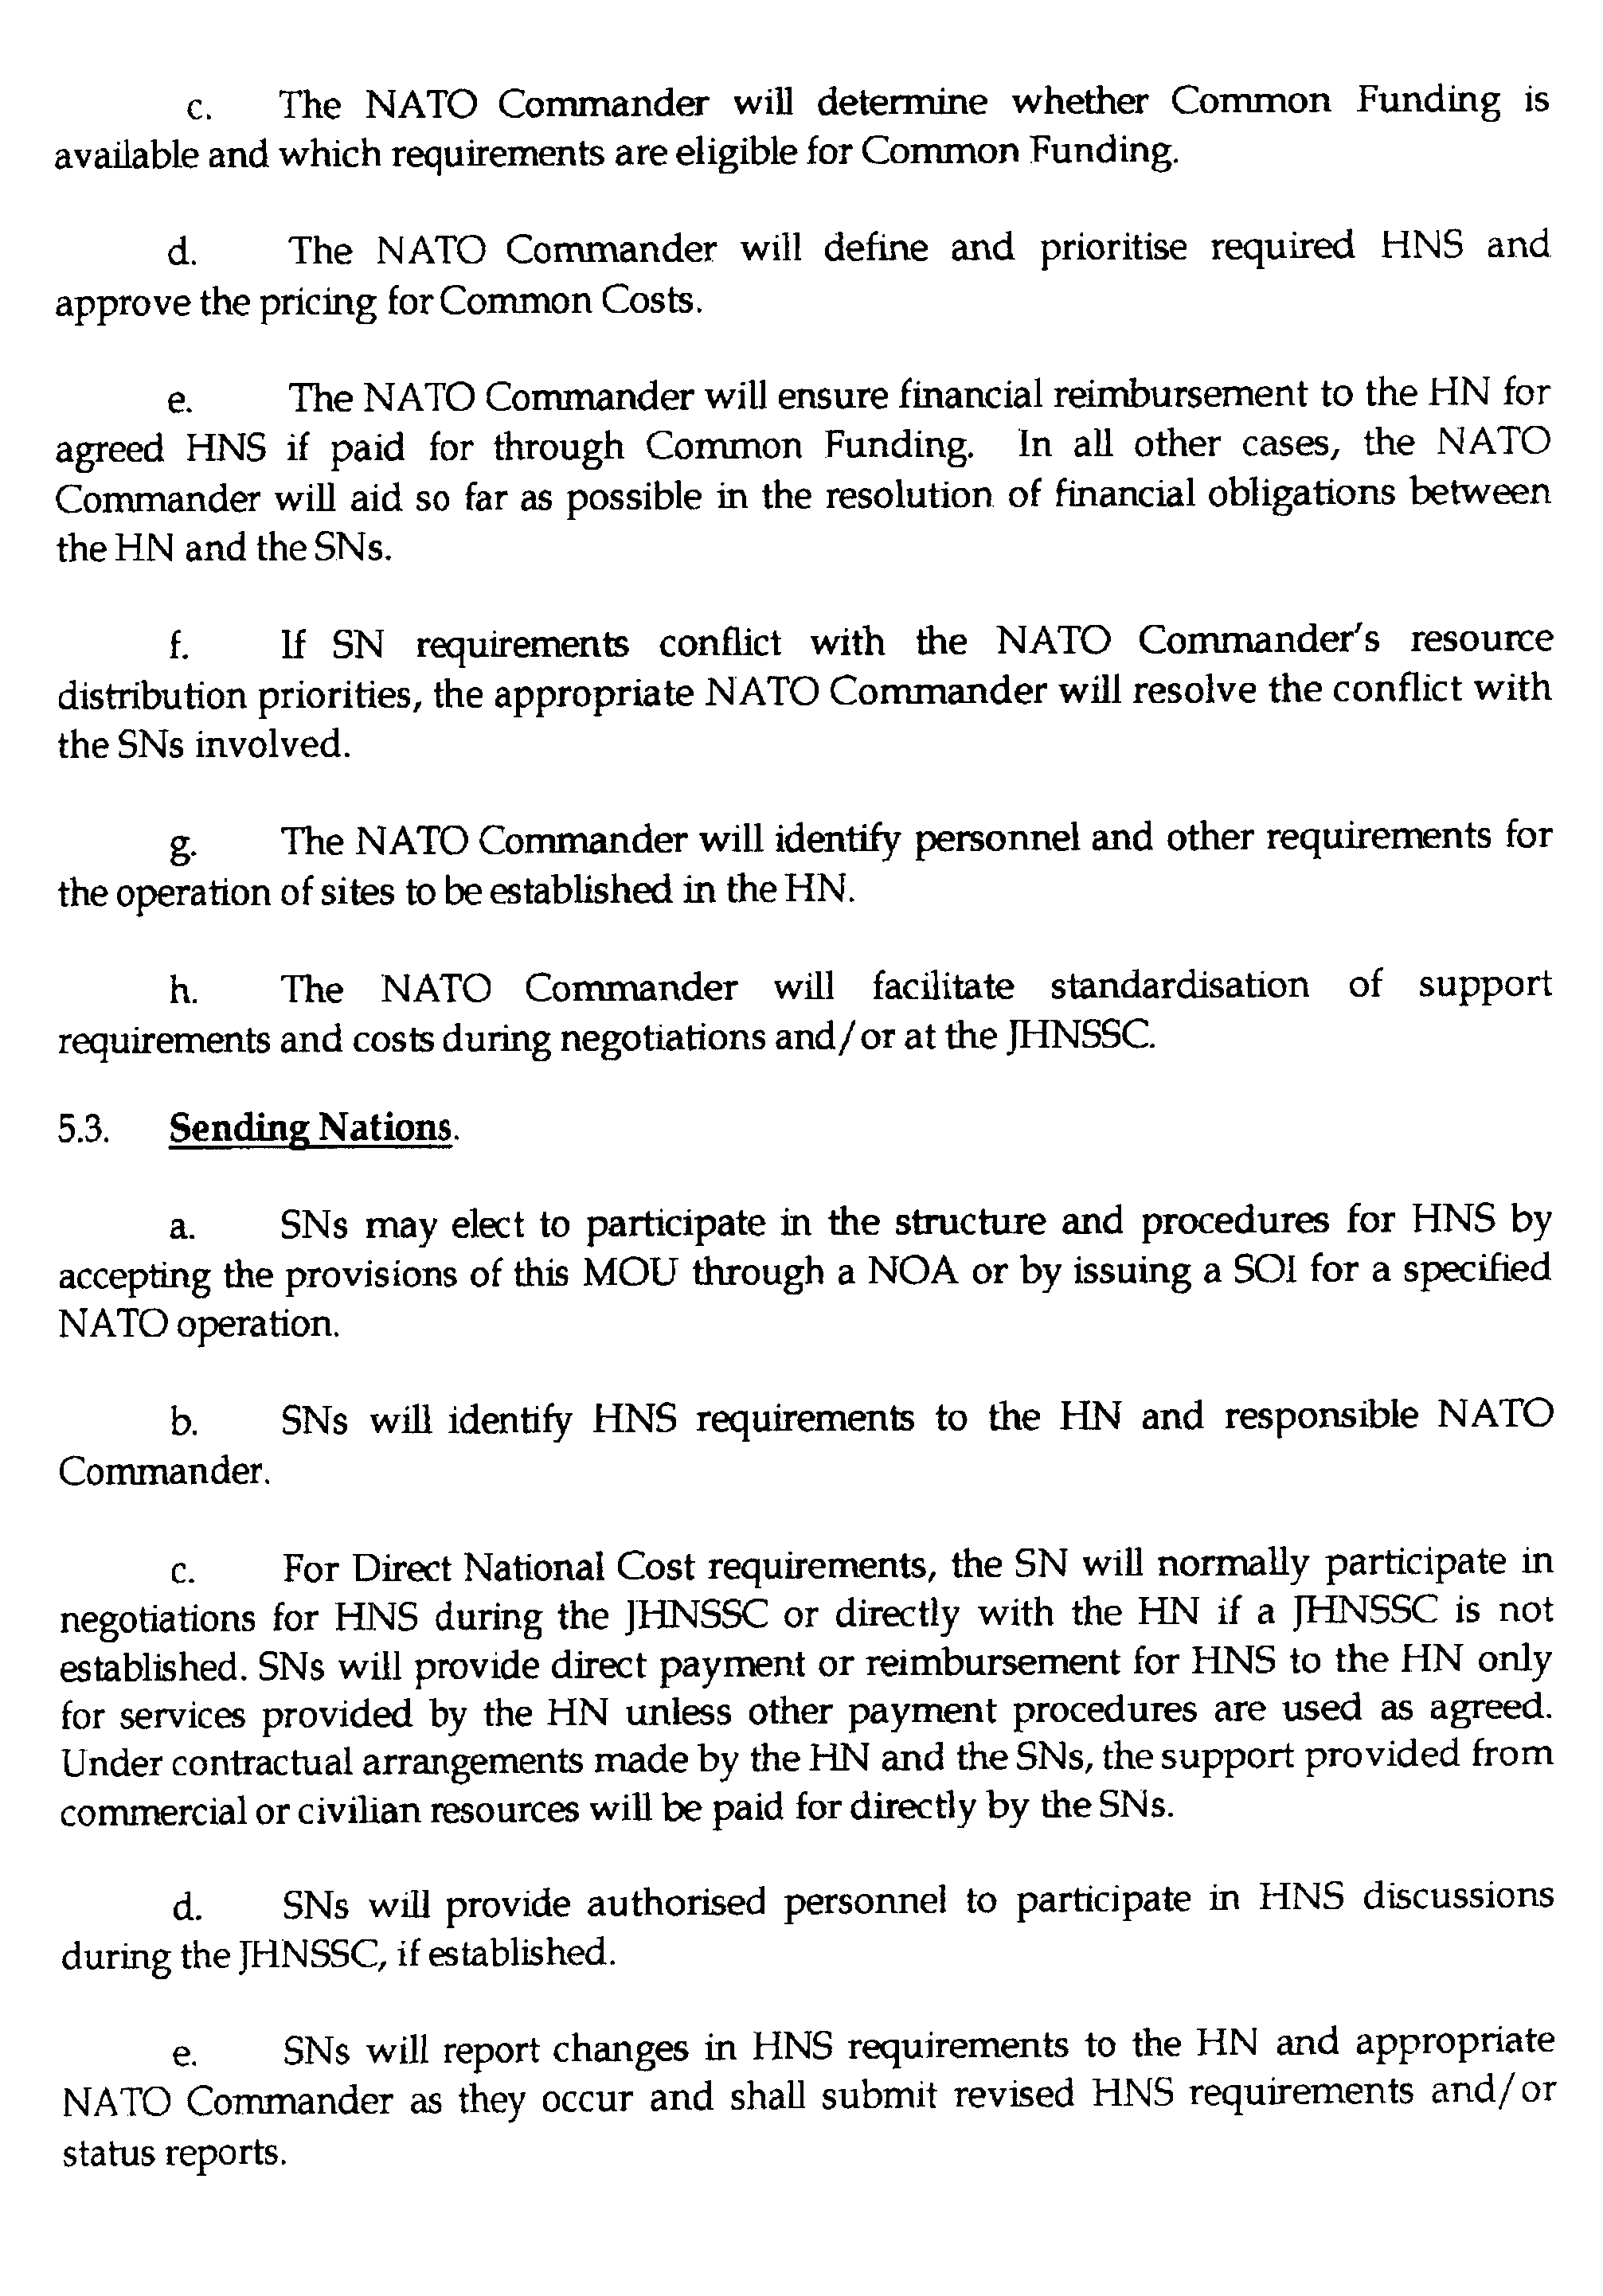 c. The NATO Commander will determine whether Common Funding is
available and which requirements are eligible for Common Funding.
d. The NATO Commander will define and prioritise required HNS and
approve the pricing for Common Costs.
e. The NATO Commander will ensure financial reimbursement to the HN for
agreed HNS if paid for through Common Funding. In all other cases, the NATO
Commander will aid so far as possible in the resolution of financial obligations between
the HN and the SNs.
f. If SN requirements conflict with the NATO Commander's resource
distribution priorities, the appropriate NATO Commander will resolve the conflict with
the SNs involved.
g. The NATO Commander will identify personnel and other requirements for
the operation of sites to be established in the HN.
h. The NATO Commander will facilitate standardisation of support
requirements and costs during negotiations and/or at the JHNSSC.
5.3. Sending Nations.
a. SNs may elect to participate in the structure and procedures for HNS by
accepting the provisions of this MOU through a NOA or by issuing a SOI for a specified
NATO operation.
b. SNs will identify HNS requirements to the HN and responsible NATO
Commander.
c. For Direct National Cost requirements, the SN will normally participate in
negotiations for HNS during the JHNSSC or directly with the HN if a JHNSSC is not
established. SNs will provide direct payment or reimbursement for HNS to the HN only
for services provided by the HN unless other payment procedures are used as agreed.
Under contractual arrangements made by the HN and the SNs, the support provided from
commercial or civilian resources will be paid for directly by the SNs.
d. SNs will provide authorised personnel to participate in HNS discussions
during the JHNSSC, if established.
e. SNs will report changes in HNS requirements to the HN and appropriate
NATO Commander as they occur and shall submit revised HNS requirements and/or
status reports.